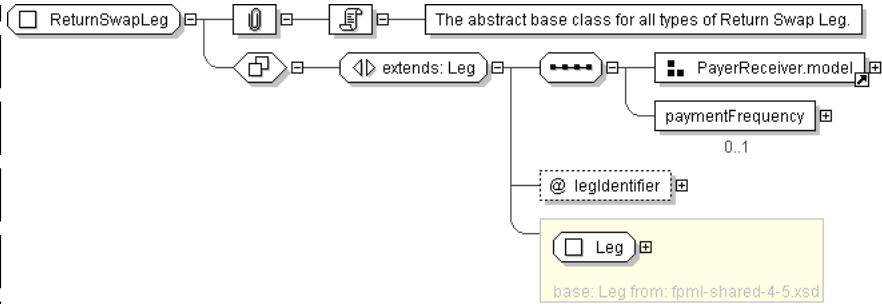 ReturnSwapLeg
The abstract base class for all types of Return Swap Leg.
extends: Leg
PayerReceiver.model
paymentFrequency
0..1
@ legIdentifier
Leg
base: Leg from: fpml-shared-4-5.xsd